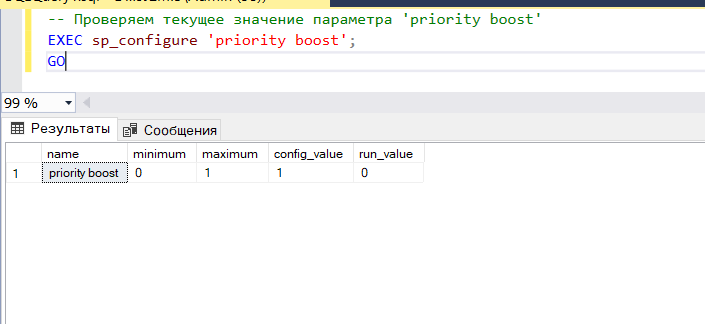 -- Проверяем текущее значение параметра 'priority boost'
EXEC sp_configure 'priority boost';
GO
99 %
Результаты Сообщения
name minimum maximum config_value run_value
1 priority boost 0 1 1 0